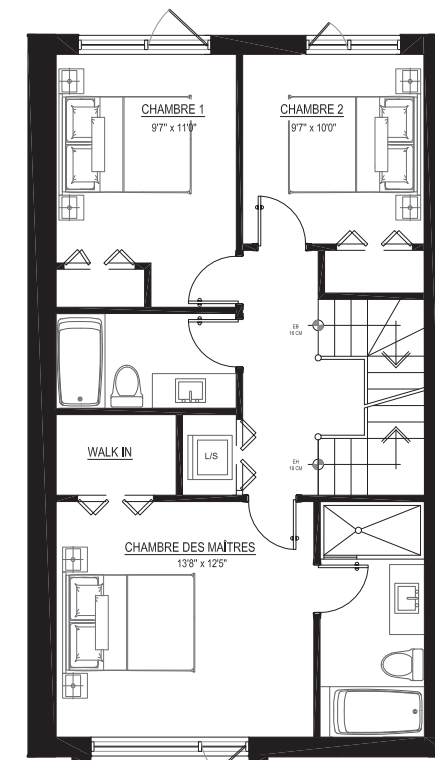 CHAMBRE 1
9'7" x 11'0"
CHAMBRE 2
9'7" x 10'0"
EB
16 CM
WALK IN
L/S
EH
16 CM
CHAMBRE DES MAÎTRES
13'8" x 12'5"